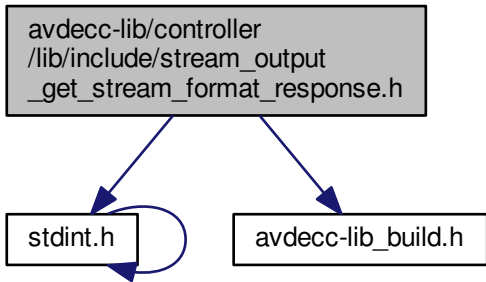 avdecc-lib/controller
/lib/include/stream_output
_get_stream_format_response.h
stdint.h
avdecc-lib_build.h